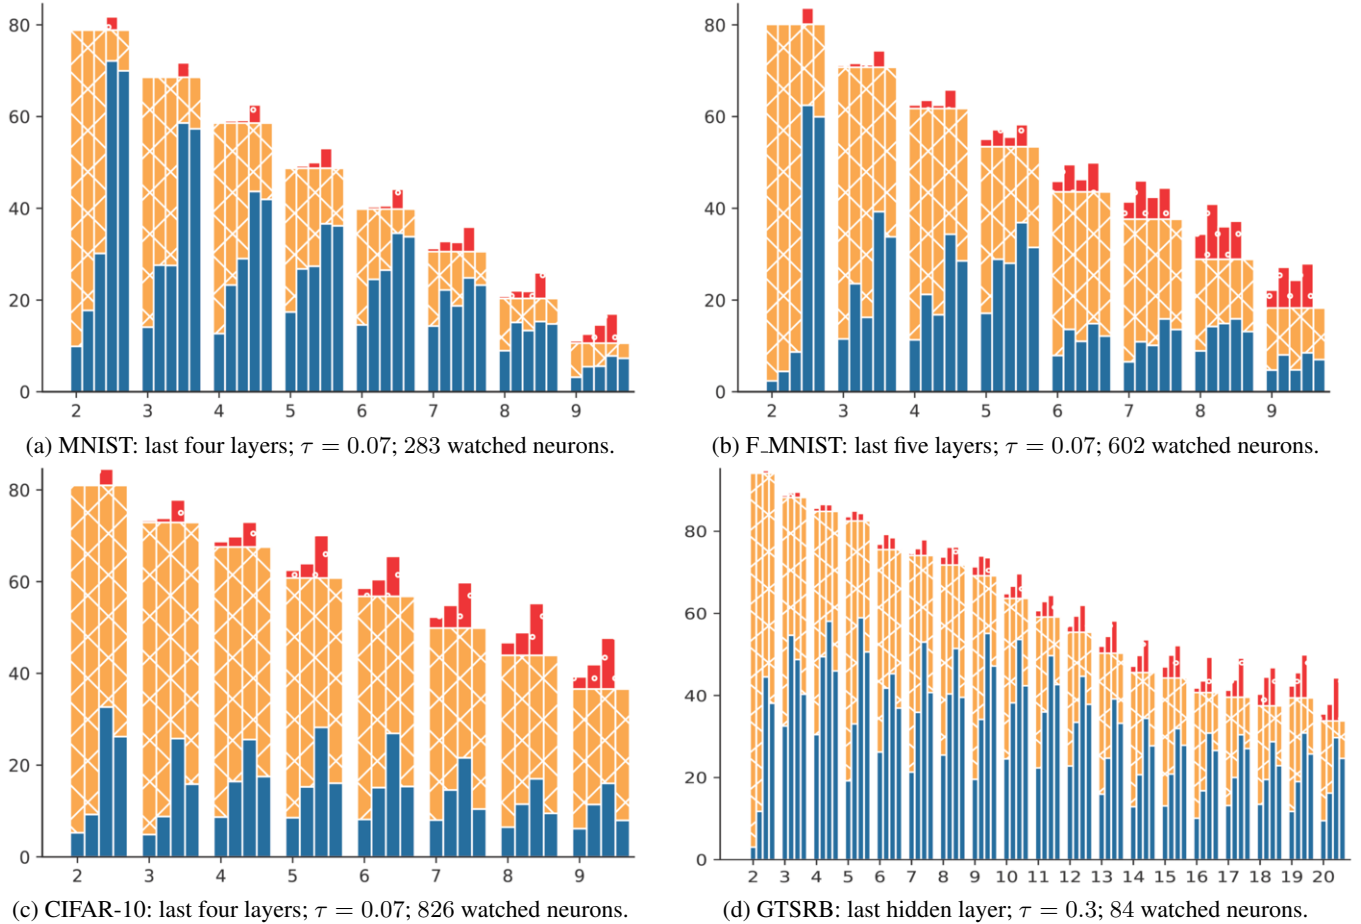 80
60
40
20
0
2 3 4 5 6 7 8 9
(a) MNIST: last four layers; τ = 0.07; 283 watched neurons.
80
60
40
20
0
2 3 4 5 6 7 8 9
(b) F_MNIST: last five layers; τ = 0.07; 602 watched neurons.
80
60
40
20
0
2 3 4 5 6 7 8 9
(c) CIFAR-10: last four layers; τ = 0.07; 826 watched neurons.
80
60
40
20
0
2 3 4 5 6 7 8 9 10 11 12 13 14 15 16 17 18 19 20
(d) GTSRB: last hidden layer; τ = 0.3; 84 watched neurons.